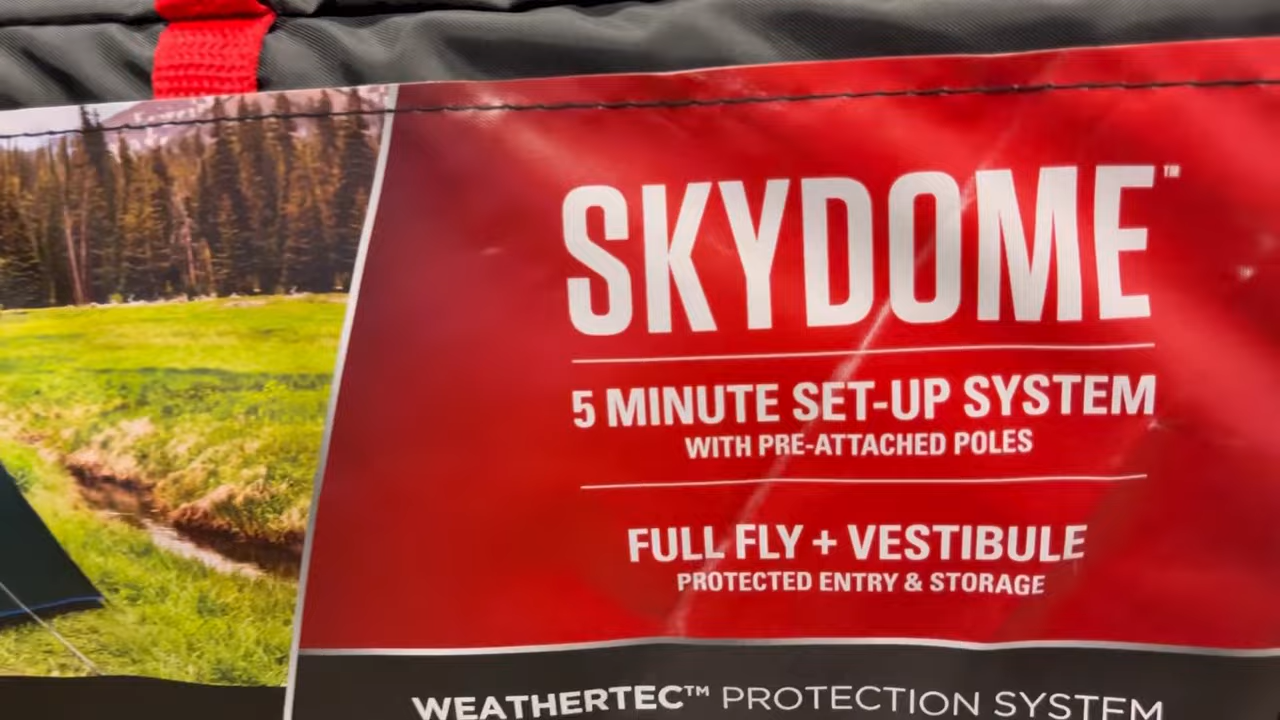 SKYDOME™
5 MINUTE SET-UP SYSTEM
WITH PRE-ATTACHED POLES
FULL FLY + VESTIBULE
PROTECTED ENTRY & STORAGE
WEATHERTEC™ PROTECTION SYSTEM